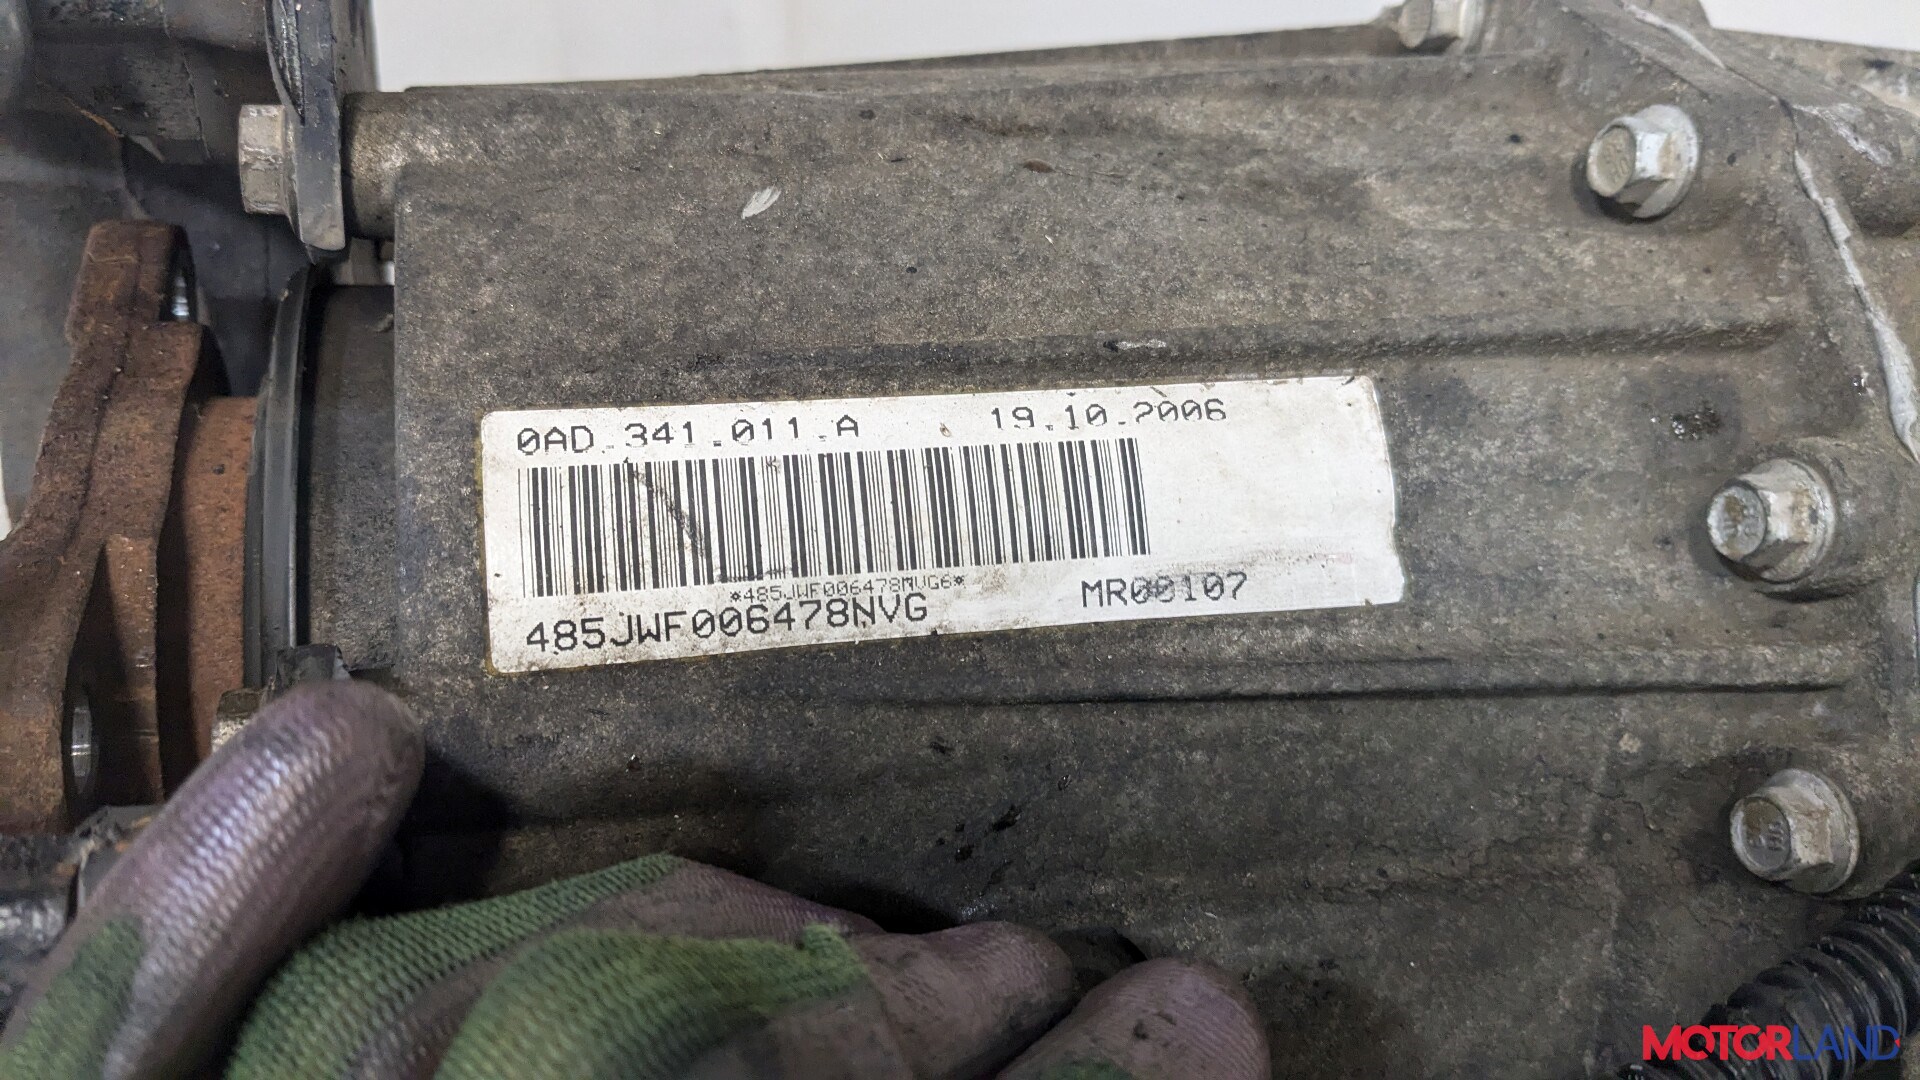 0AD.341.011.A 19.10.2006
*485JWF006478NVG6*
485JWF006478NVG MR00107
MOTORLAND